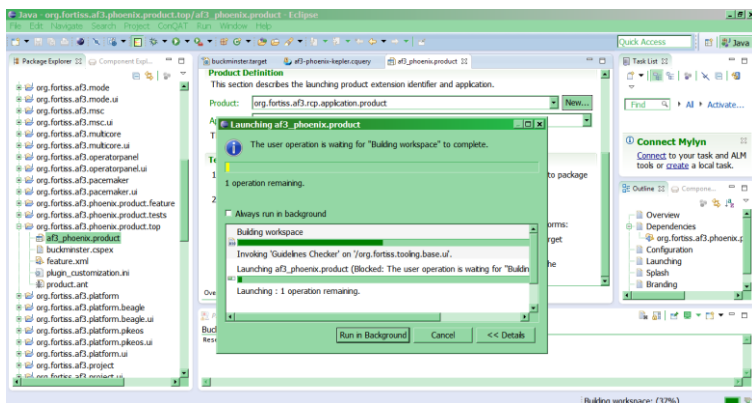 Java - org.fortiss.af3.phoenix.product.top/af3_phoenix.product - Eclipse
File Edit Navigate Search Project ConQAT Run Window Help
Quick Access
Java
Package Explorer
Component Expl...
org.fortiss.af3.mode
org.fortiss.af3.mode.ui
org.fortiss.af3.msc
org.fortiss.af3.msc.ui
org.fortiss.af3.multicore
org.fortiss.af3.multicore.ui
org.fortiss.af3.operatorpanel
org.fortiss.af3.operatorpanel.ui
org.fortiss.af3.pacemaker
org.fortiss.af3.pacemaker.ui
org.fortiss.af3.phoenix.product_feature
org.fortiss.af3.phoenix.product.tests
org.fortiss.af3.phoenix.product.top
af3_phoenix.product
buckminster.cspex
feature.xml
plugin_customization.ini
product.ant
org.fortiss.af3.platform
org.fortiss.af3.platform.beagle
org.fortiss.af3.platform.beagle.ui
org.fortiss.af3.platform.pikeos
org.fortiss.af3.platform.ui
org.fortiss.af3.project
org.fortiss.af3.project.ui
buckminster.target
af3-phoenix-kepler.cquery
af3_phoenix.product
Product Definition
This section describes the launching product extension identifier and application.
Product:
org.fortiss.af3.rcp.application.product
New...
to package
orms:
rget
he
Launching af3_phoenix.product
The user operation is waiting for "Building workspace" to complete.
1 operation remaining.
Always run in background
Building workspace
Invoking 'Guidelines Checker' on '/org.fortiss.tooling.base.ui'.
Launching af3_phoenix.product (Blocked: The user operation is waiting for "Buildin
Launching : 1 operation remaining.
Run in Background
Cancel
<< Details
Task List
Find
All
Activate...
Connect Mylyn
Connect to your task and ALM
tools or create a local task.
Outline
Compone...
Overview
Dependencies
org.fortiss.af3.phoenix.p
Configuration
Launching
Splash
Branding
Building workspace: (37%)